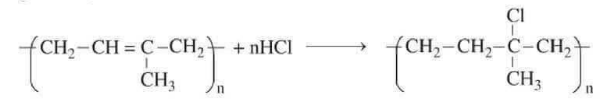 Cl
(CH₂–CH = C–CH₂)ₙ + nHCl ⟶ (CH₂–CH₂–C–CH₂)ₙ
CH₃ CH₃